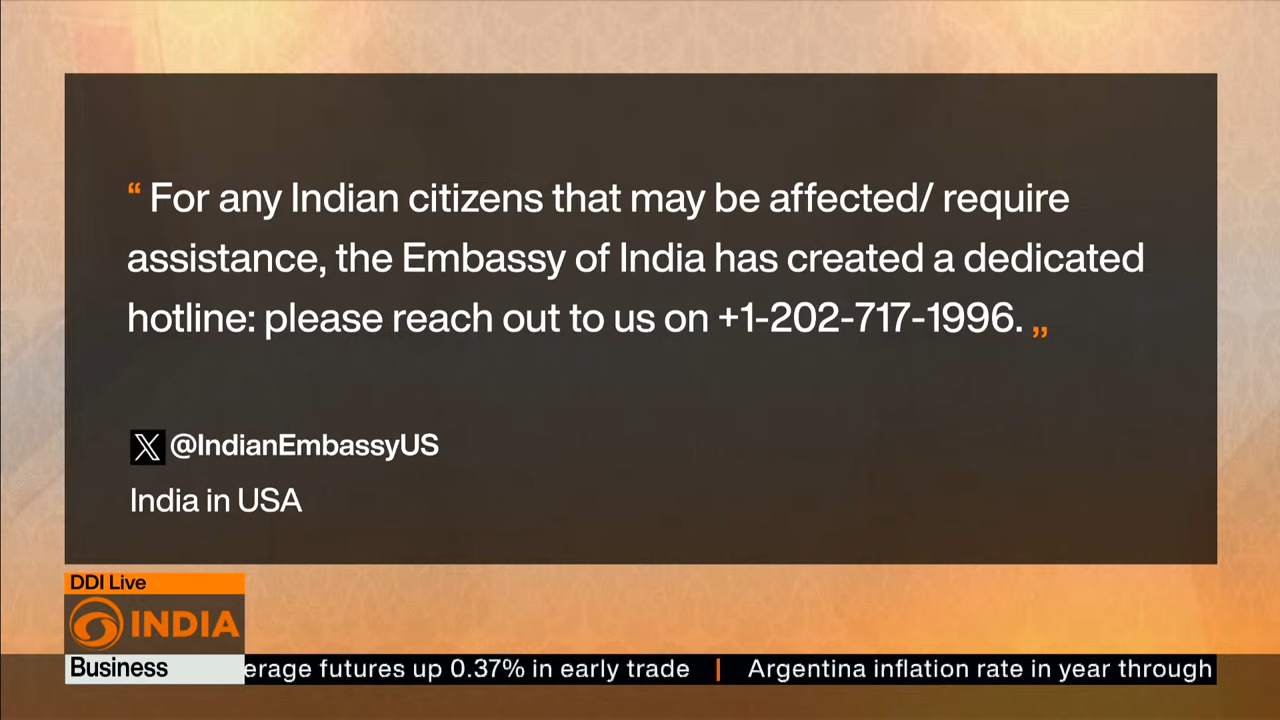 “ For any Indian citizens that may be affected/ require
assistance, the Embassy of India has created a dedicated
hotline: please reach out to us on +1-202-717-1996. „
X @IndianEmbassyUS
India in USA
DDI Live
INDIA
Business
erage futures up 0.37% in early trade | Argentina inflation rate in year through